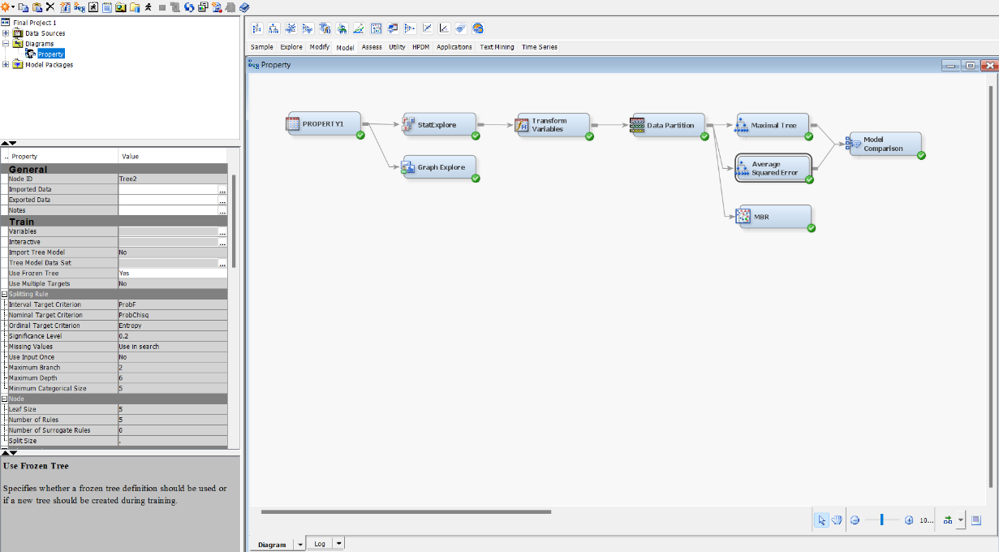 Final Project 1
Data Sources
Diagrams
Property
Model Packages
Sample Explore Modify Model Assess Utility HPDM Applications Text Mining Time Series
Property
PROPERTY1
StatExplore
Transform
Variables
Data Partition
Maximal Tree
Model
Comparison
Graph Explore
Average
Squared Error
MBR
.. Property Value
General
Node ID Tree2
Imported Data ...
Exported Data ...
Notes ...
Train
Variables ...
Interactive ...
Import Tree Model No
Tree Model Data Set ...
Use Frozen Tree Yes
Use Multiple Targets No
Splitting Rule
Interval Target Criterion ProbF
Nominal Target Criterion ProbChisq
Ordinal Target Criterion Entropy
Significance Level 0.2
Missing Values Use in search
Use Input Once No
Maximum Branch 2
Maximum Depth 6
Minimum Categorical Size 5
Node
Leaf Size 5
Number of Rules 5
Number of Surrogate Rules 0
Split Size .
Use Frozen Tree
Specifies whether a frozen tree definition should be used or
if a new tree should be created during training.
10...
Diagram Log